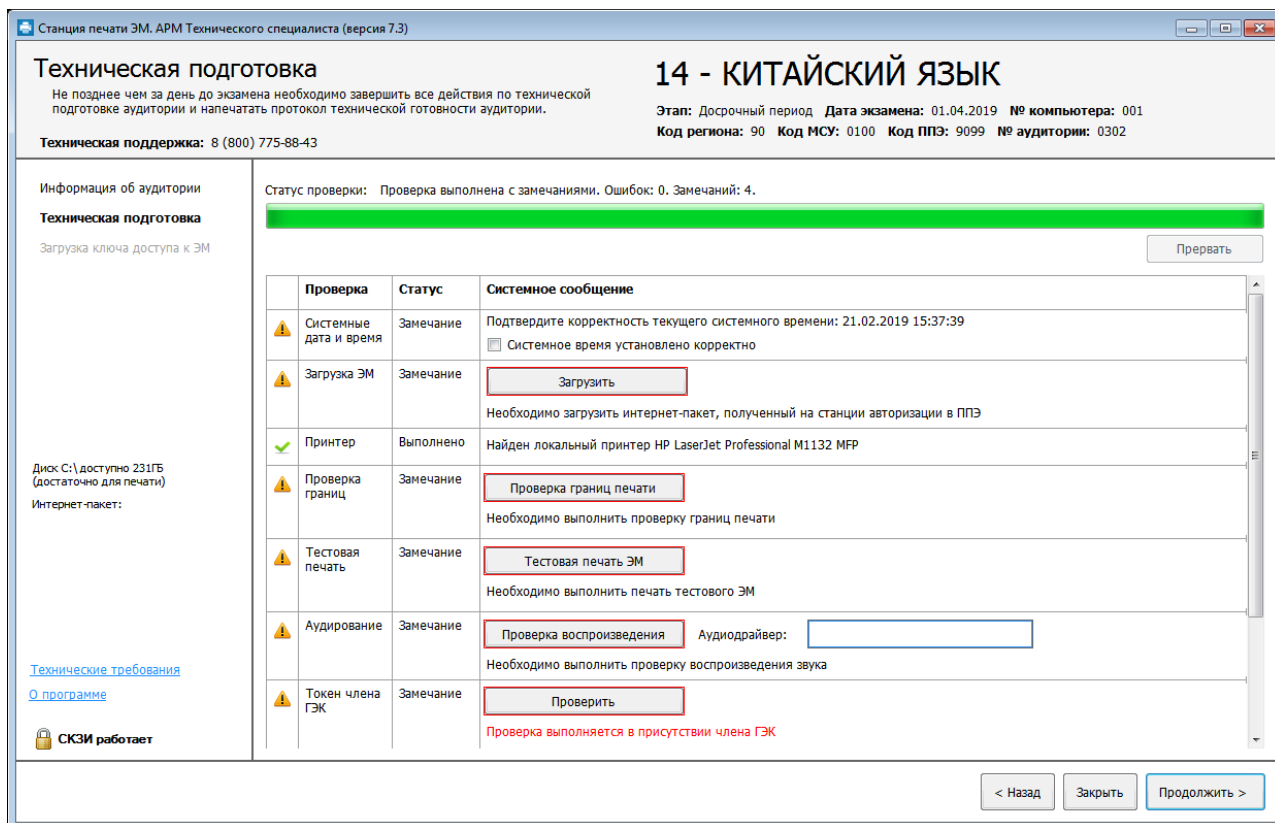 Станция печати ЭМ. АРМ Технического специалиста (версия 7.3)
Техническая подготовка
Не позднее чем за день до экзамена необходимо завершить все действия по технической
подготовке аудитории и напечатать протокол технической готовности аудитории.
Техническая поддержка: 8 (800) 775-88-43
14 - КИТАЙСКИЙ ЯЗЫК
Этап: Досрочный период Дата экзамена: 01.04.2019 № компьютера: 001
Код региона: 90 Код МСУ: 0100 Код ППЭ: 9099 № аудитории: 0302
Информация об аудитории
Техническая подготовка
Загрузка ключа доступа к ЭМ
Диск C:\ доступно 231ГБ
(достаточно для печати)
Интернет-пакет:
Технические требования
О программе
СКЗИ работает
Статус проверки: Проверка выполнена с замечаниями. Ошибок: 0. Замечаний: 4.
Прервать
Проверка Статус Системное сообщение
Системные дата и время Замечание Подтвердите корректность текущего системного времени: 21.02.2019 15:37:39
Системное время установлено корректно
Загрузка ЭМ Замечание Загрузить
Необходимо загрузить интернет-пакет, полученный на станции авторизации в ППЭ
Принтер Выполнено Найден локальный принтер HP LaserJet Professional M1132 MFP
Проверка границ Замечание Проверка границ печати
Необходимо выполнить проверку границ печати
Тестовая печать Замечание Тестовая печать ЭМ
Необходимо выполнить печать тестового ЭМ
Аудирование Замечание Проверка воспроизведения Аудиодрайвер:
Необходимо выполнить проверку воспроизведения звука
Токен члена ГЭК Замечание Проверить
Проверка выполняется в присутствии члена ГЭК
< Назад Закрыть Продолжить >